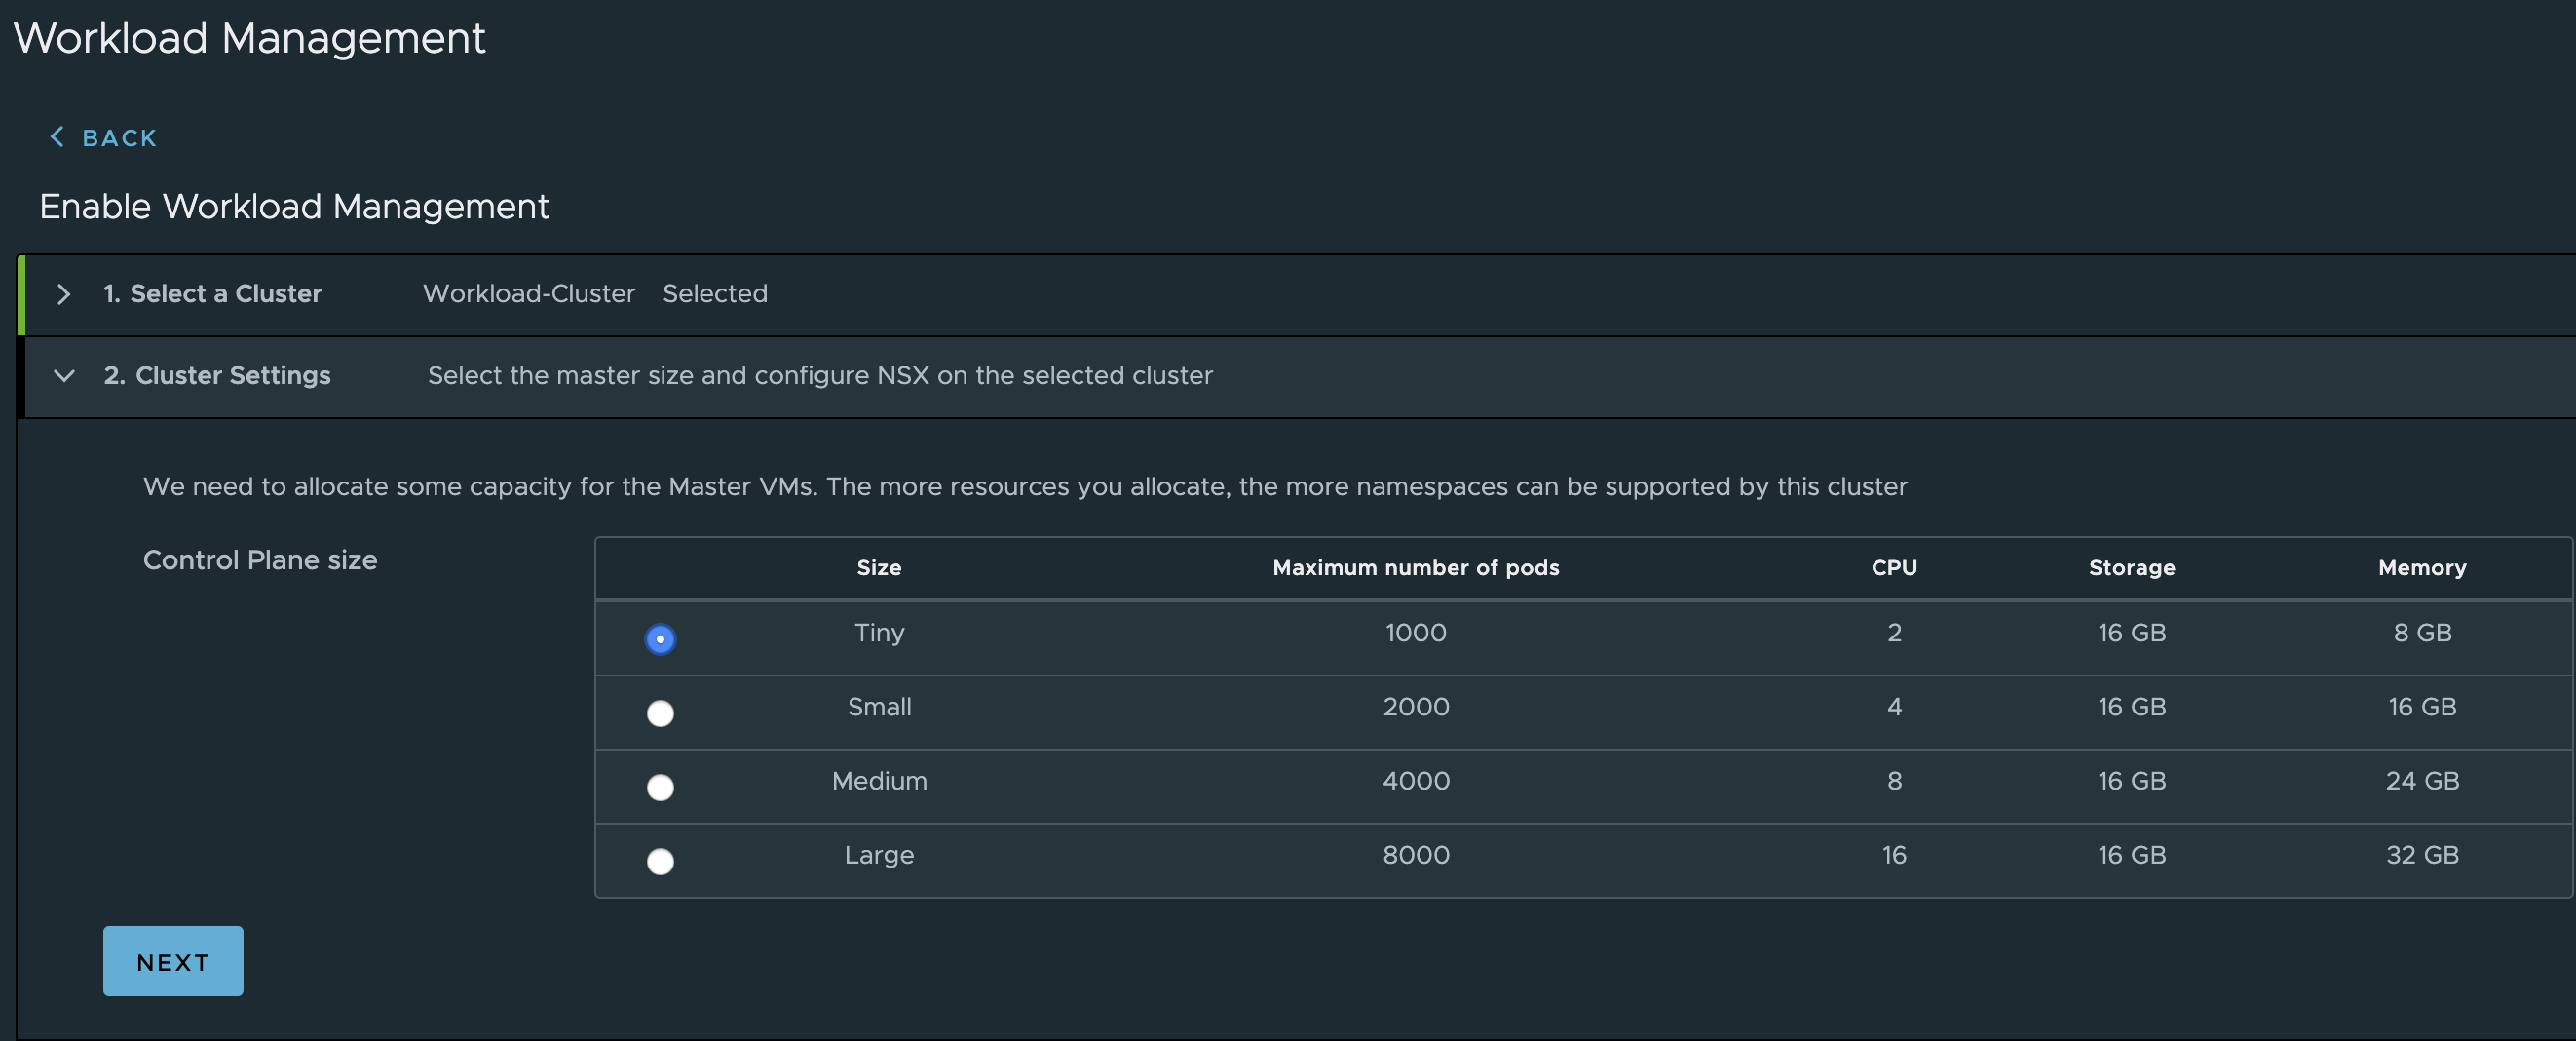 Workload Management
BACK
Enable Workload Management
1. Select a Cluster Workload-Cluster Selected
2. Cluster Settings Select the master size and configure NSX on the selected cluster
We need to allocate some capacity for the Master VMs. The more resources you allocate, the more namespaces can be supported by this cluster
Control Plane size
Size Maximum number of pods CPU Storage Memory
Tiny 1000 2 16 GB 8 GB
Small 2000 4 16 GB 16 GB
Medium 4000 8 16 GB 24 GB
Large 8000 16 16 GB 32 GB
NEXT